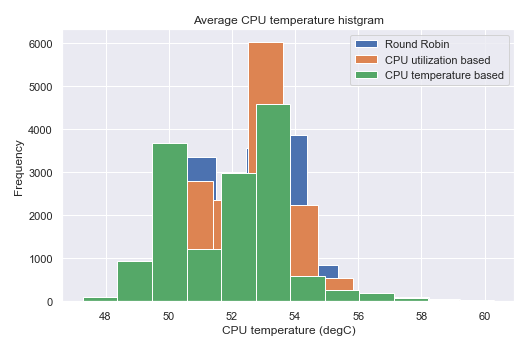 Average CPU temperature histgram
Round Robin
CPU utilization based
CPU temperature based
Frequency
6000
5000
4000
3000
2000
1000
0
48 50 52 54 56 58 60
CPU temperature (degC)